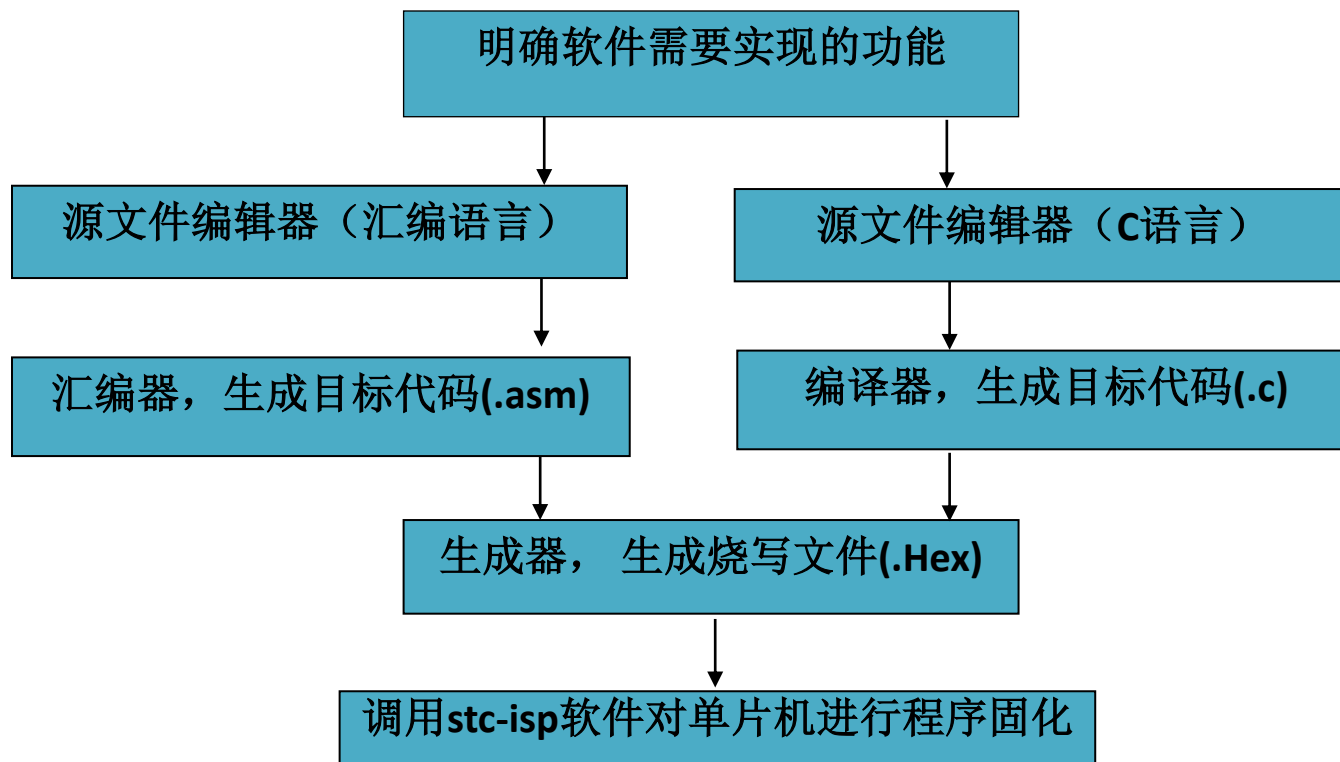 明确软件需要实现的功能
源文件编辑器（汇编语言）
源文件编辑器（C语言）
汇编器，生成目标代码(.asm)
编译器，生成目标代码(.c)
生成器， 生成烧写文件(.Hex)
调用stc-isp软件对单片机进行程序固化